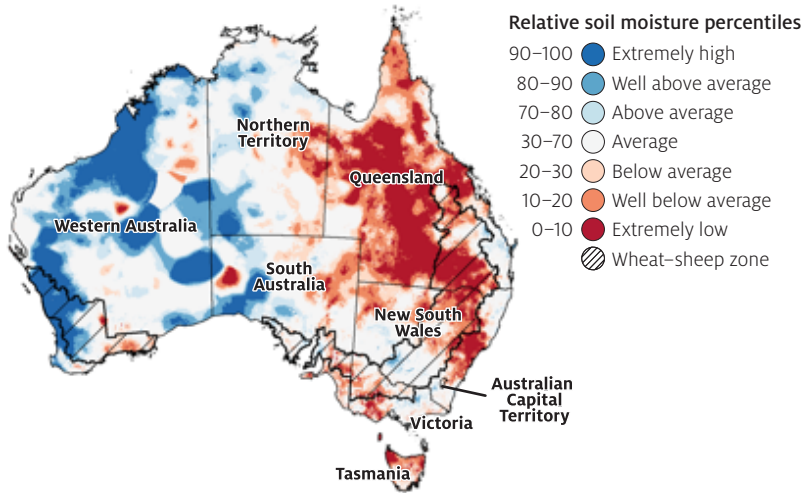 Relative soil moisture percentiles
90–100 Extremely high
80–90 Well above average
70–80 Above average
30–70 Average
20–30 Below average
10–20 Well below average
0–10 Extremely low
Wheat–sheep zone
Northern
Territory
Queensland
Western Australia
South
Australia
New South
Wales
Australian
Capital
Territory
Victoria
Tasmania